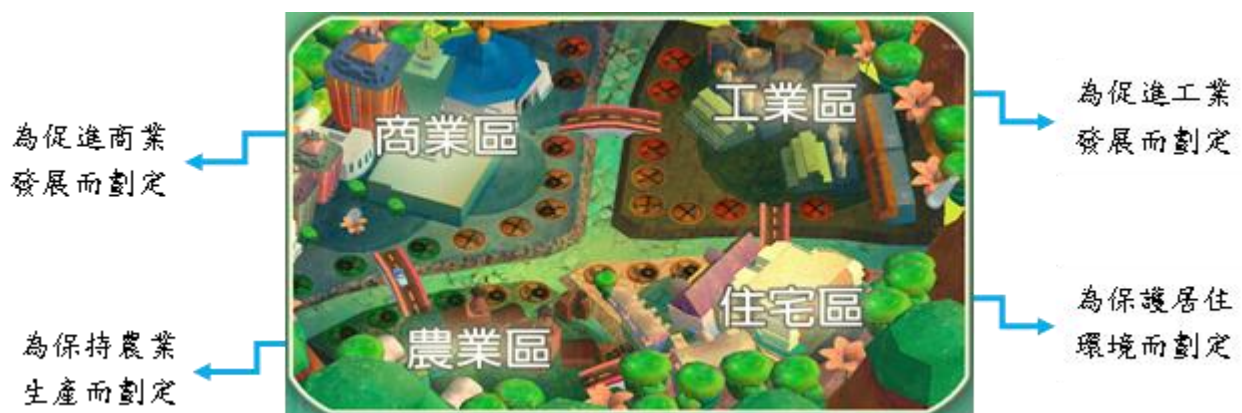 商業區
工業區
農業區
住宅區
為促進商業
發展而劃定
為促進工業
發展而劃定
為保持農業
生產而劃定
為保護居住
環境而劃定